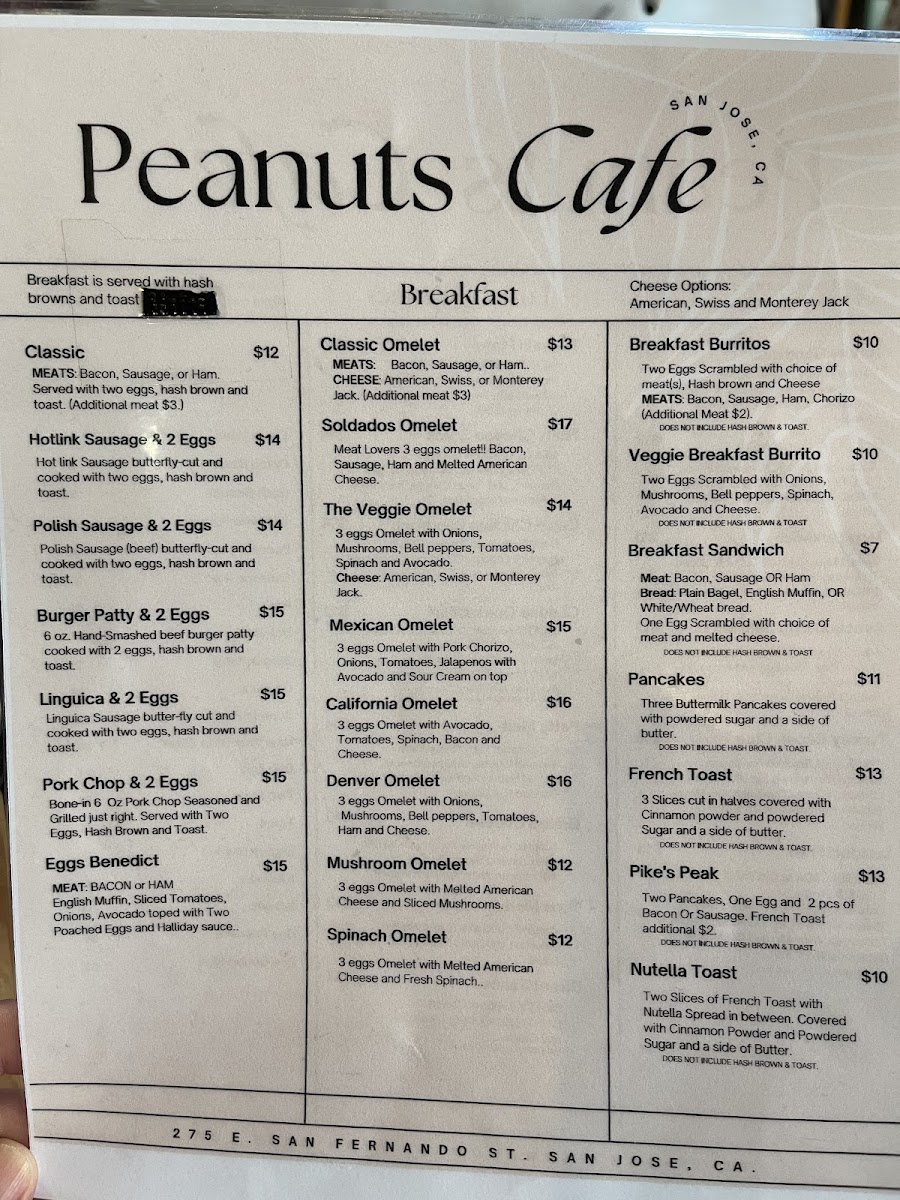 Peanuts Cafe
SAN JOSE, CA
Breakfast is served with hash
browns and toast
Breakfast
Cheese Options:
American, Swiss and Monterey Jack
Classic $12
MEATS: Bacon, Sausage, or Ham.
Served with two eggs, hash brown and
toast. (Additional meat $3.)
Hotlink Sausage & 2 Eggs $14
Hot link Sausage butterfly-cut and
cooked with two eggs, hash brown and
toast.
Polish Sausage & 2 Eggs $14
Polish Sausage (beef) butterfly-cut and
cooked with two eggs, hash brown and
toast.
Burger Patty & 2 Eggs $15
6 oz. Hand-Smashed beef burger patty
cooked with 2 eggs, hash brown and
toast.
Linguica & 2 Eggs $15
Linguica Sausage butter-fly cut and
cooked with two eggs, hash brown and
toast.
Pork Chop & 2 Eggs $15
Bone-in 6 Oz Pork Chop Seasoned and
Grilled just right. Served with Two
Eggs, Hash Brown and Toast.
Eggs Benedict $15
MEAT: BACON or HAM
English Muffin, Sliced Tomatoes,
Onions, Avocado toped with Two
Poached Eggs and Halliday sauce..
Classic Omelet $13
MEATS: Bacon, Sausage, or Ham..
CHEESE: American, Swiss, or Monterey
Jack. (Additional meat $3)
Soldados Omelet $17
Meat Lovers 3 eggs omelet!! Bacon,
Sausage, Ham and Melted American
Cheese.
The Veggie Omelet $14
3 eggs Omelet with Onions,
Mushrooms, Bell peppers, Tomatoes,
Spinach and Avocado.
Cheese: American, Swiss, or Monterey
Jack.
Mexican Omelet $15
3 eggs Omelet with Pork Chorizo,
Onions, Tomatoes, Jalapenos with
Avocado and Sour Cream on top
California Omelet $16
3 eggs Omelet with Avocado,
Tomatoes, Spinach, Bacon and
Cheese.
Denver Omelet $16
3 eggs Omelet with Onions,
Mushrooms, Bell peppers, Tomatoes,
Ham and Cheese.
Mushroom Omelet $12
3 eggs Omelet with Melted American
Cheese and Sliced Mushrooms.
Spinach Omelet $12
3 eggs Omelet with Melted American
Cheese and Fresh Spinach..
Breakfast Burritos $10
Two Eggs Scrambled with choice of
meat(s), Hash brown and Cheese
MEATS: Bacon, Sausage, Ham, Chorizo
(Additional Meat $2).
DOES NOT INCLUDE HASH BROWN & TOAST.
Veggie Breakfast Burrito $10
Two Eggs Scrambled with Onions,
Mushrooms, Bell peppers, Spinach,
Avocado and Cheese.
DOES NOT INCLUDE HASH BROWN & TOAST
Breakfast Sandwich $7
Meat: Bacon, Sausage OR Ham
Bread: Plain Bagel, English Muffin, OR
White/Wheat bread.
One Egg Scrambled with choice of
meat and melted cheese.
DOES NOT INCLUDE HASH BROWN & TOAST
Pancakes $11
Three Buttermilk Pancakes covered
with powdered sugar and a side of
butter.
DOES NOT INCLUDE HASH BROWN & TOAST.
French Toast $13
3 Slices cut in halves covered with
Cinnamon powder and powdered
Sugar and a side of butter.
DOES NOT INCLUDE HASH BROWN & TOAST.
Pike's Peak $13
Two Pancakes, One Egg and 2 pcs of
Bacon Or Sausage. French Toast
additional $2.
DOES NOT INCLUDE HASH BROWN & TOAST.
Nutella Toast $10
Two Slices of French Toast with
Nutella Spread in between. Covered
with Cinnamon Powder and Powdered
Sugar and a side of Butter.
DOES NOT INCLUDE HASH BROWN & TOAST.
275 E. SAN FERNANDO ST. SAN JOSE, CA.